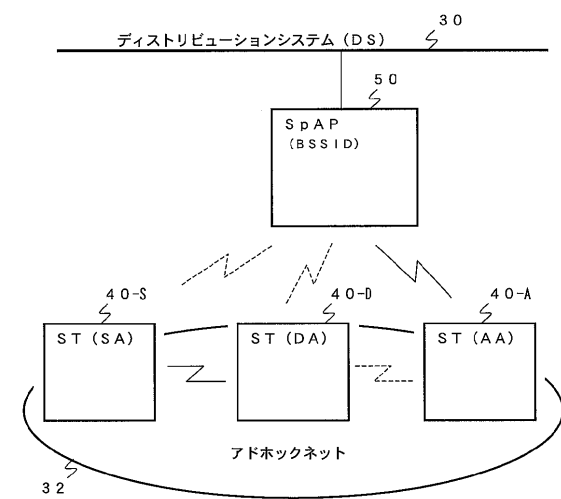 30
ディストリビューションシステム(DS)
50
SpAP
(BSSID)
40-S
40-D
40-A
ST(SA)
ST(DA)
ST(AA)
アドホックネット
32